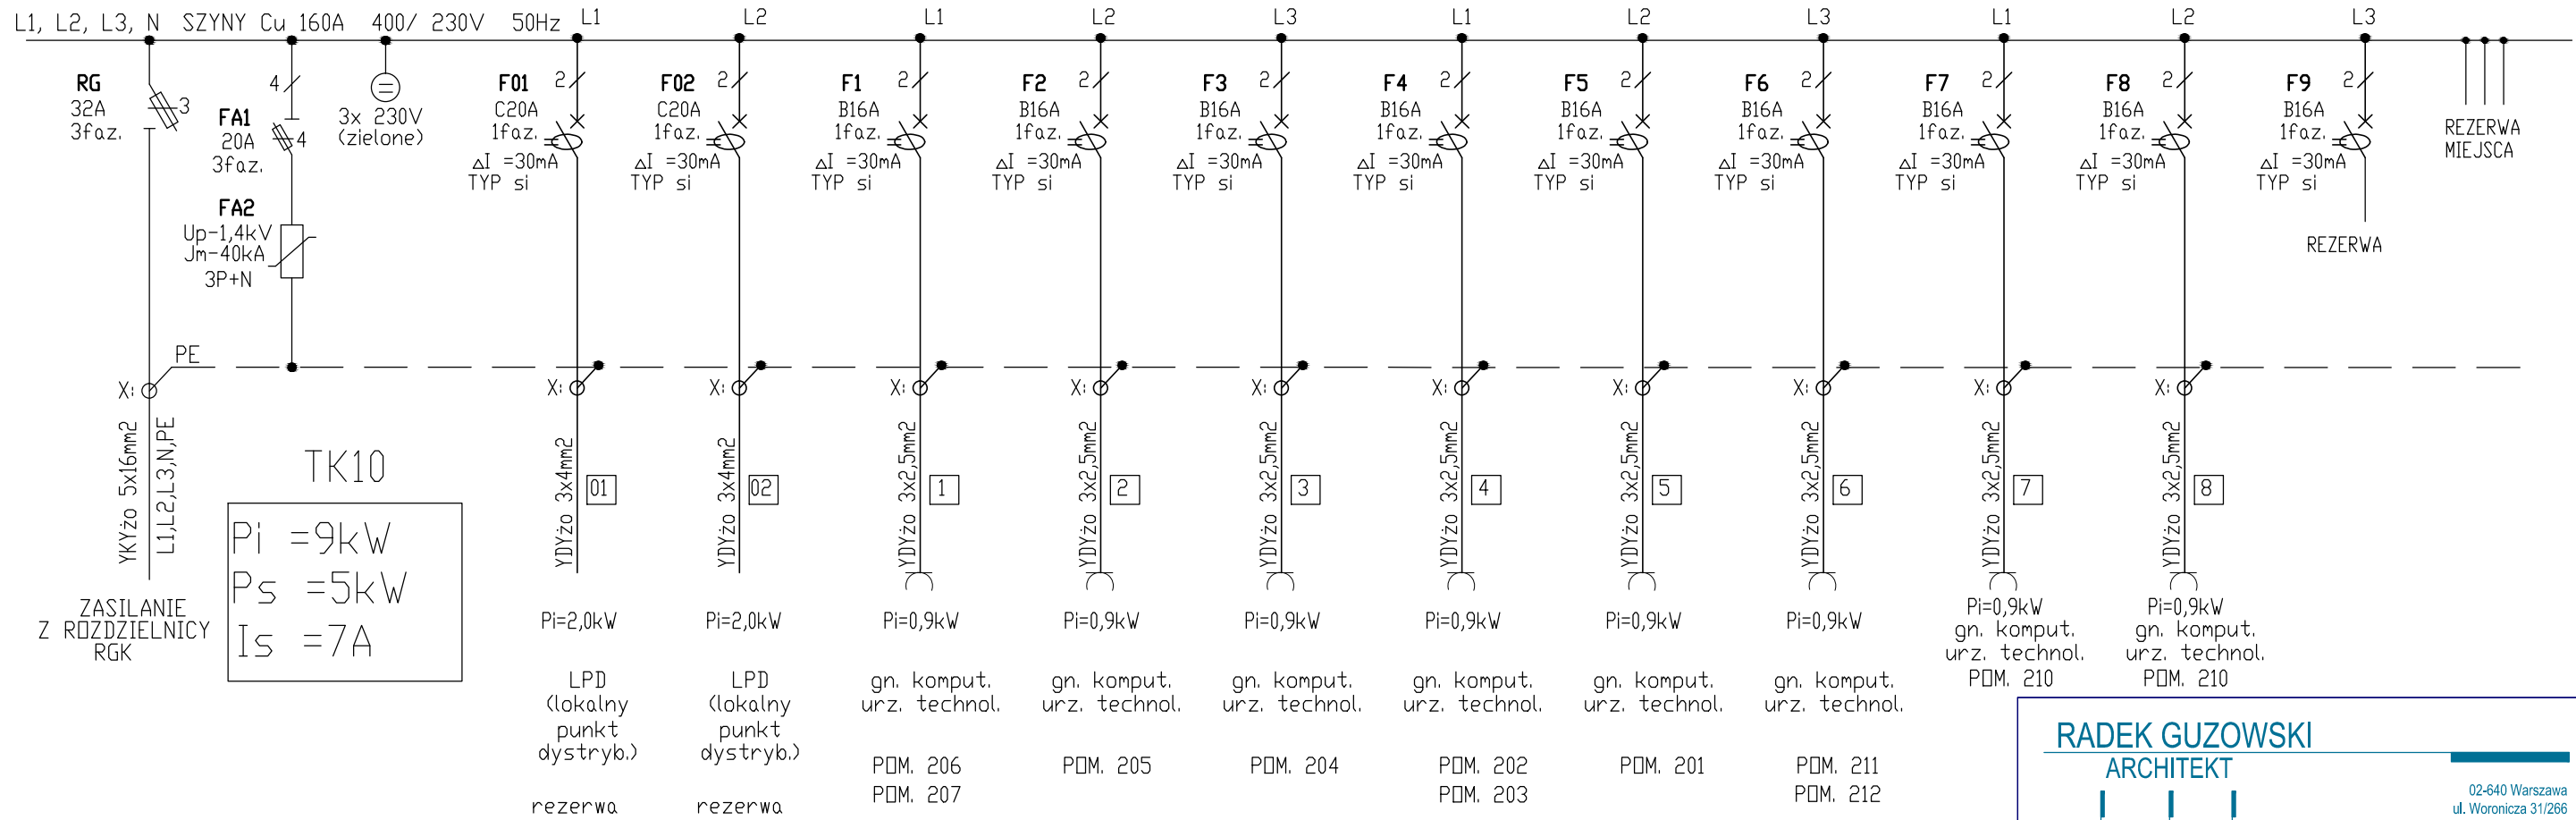 L1, L2, L3, N SZYNY Cu 160A 400/ 230V 50Hz
L1
L2
L1
L2
L3
L1
L2
L3
L1
L2
L3
RG
32A
3faz.
3
4
FA1
20A
3faz.
4
3x 230V
(zielone)
FA2
Up-1,4kV
Jm-40kA
3P+N
F01
C20A
1faz.
ΔI =30mA
TYP si
2
F02
C20A
1faz.
ΔI =30mA
TYP si
2
F1
B16A
1faz.
ΔI =30mA
TYP si
2
F2
B16A
1faz.
ΔI =30mA
TYP si
2
F3
B16A
1faz.
ΔI =30mA
TYP si
2
F4
B16A
1faz.
ΔI =30mA
TYP si
2
F5
B16A
1faz.
ΔI =30mA
TYP si
2
F6
B16A
1faz.
ΔI =30mA
TYP si
2
F7
B16A
1faz.
ΔI =30mA
TYP si
2
F8
B16A
1faz.
ΔI =30mA
TYP si
2
F9
B16A
1faz.
ΔI =30mA
TYP si
2
REZERWA
REZERWA
MIEJSCA
PE
X:
X:
X:
X:
X:
X:
X:
X:
X:
X:
X:
YKYżo 5x16mm2
L1,L2,L3,N,PE
ZASILANIE
Z ROZDZIELNICY
RGK
TK10
Pi =9kW
Ps =5kW
Is =7A
YDYżo 3x4mm2
01
Pi=2,0kW
LPD
(lokalny
punkt
dystryb.)
rezerwa
YDYżo 3x4mm2
02
Pi=2,0kW
LPD
(lokalny
punkt
dystryb.)
rezerwa
YDYżo 3x2,5mm2
1
Pi=0,9kW
gn. komput.
urz. technol.
POM. 206
POM. 207
YDYżo 3x2,5mm2
2
Pi=0,9kW
gn. komput.
urz. technol.
POM. 205
YDYżo 3x2,5mm2
3
Pi=0,9kW
gn. komput.
urz. technol.
POM. 204
YDYżo 3x2,5mm2
4
Pi=0,9kW
gn. komput.
urz. technol.
POM. 202
POM. 203
YDYżo 3x2,5mm2
5
Pi=0,9kW
gn. komput.
urz. technol.
POM. 201
YDYżo 3x2,5mm2
6
Pi=0,9kW
gn. komput.
urz. technol.
POM. 211
POM. 212
YDYżo 3x2,5mm2
7
Pi=0,9kW
gn. komput.
urz. technol.
POM. 210
YDYżo 3x2,5mm2
8
Pi=0,9kW
gn. komput.
urz. technol.
POM. 210
RADEK GUZOWSKI
ARCHITEKT
02-640 Warszawa
ul. Woronicza 31/266